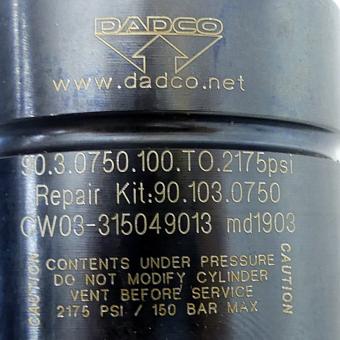 DADCO
www.dadco.net
90.3.0750.100.TO.2175psi
Repair Kit:90.103.0750
CW03-315049013 md1903
CAUTION
CONTENTS UNDER PRESSURE
DO NOT MODIFY CYLINDER
VENT BEFORE SERVICE
2175 PSI / 150 BAR MAX
CAUTION